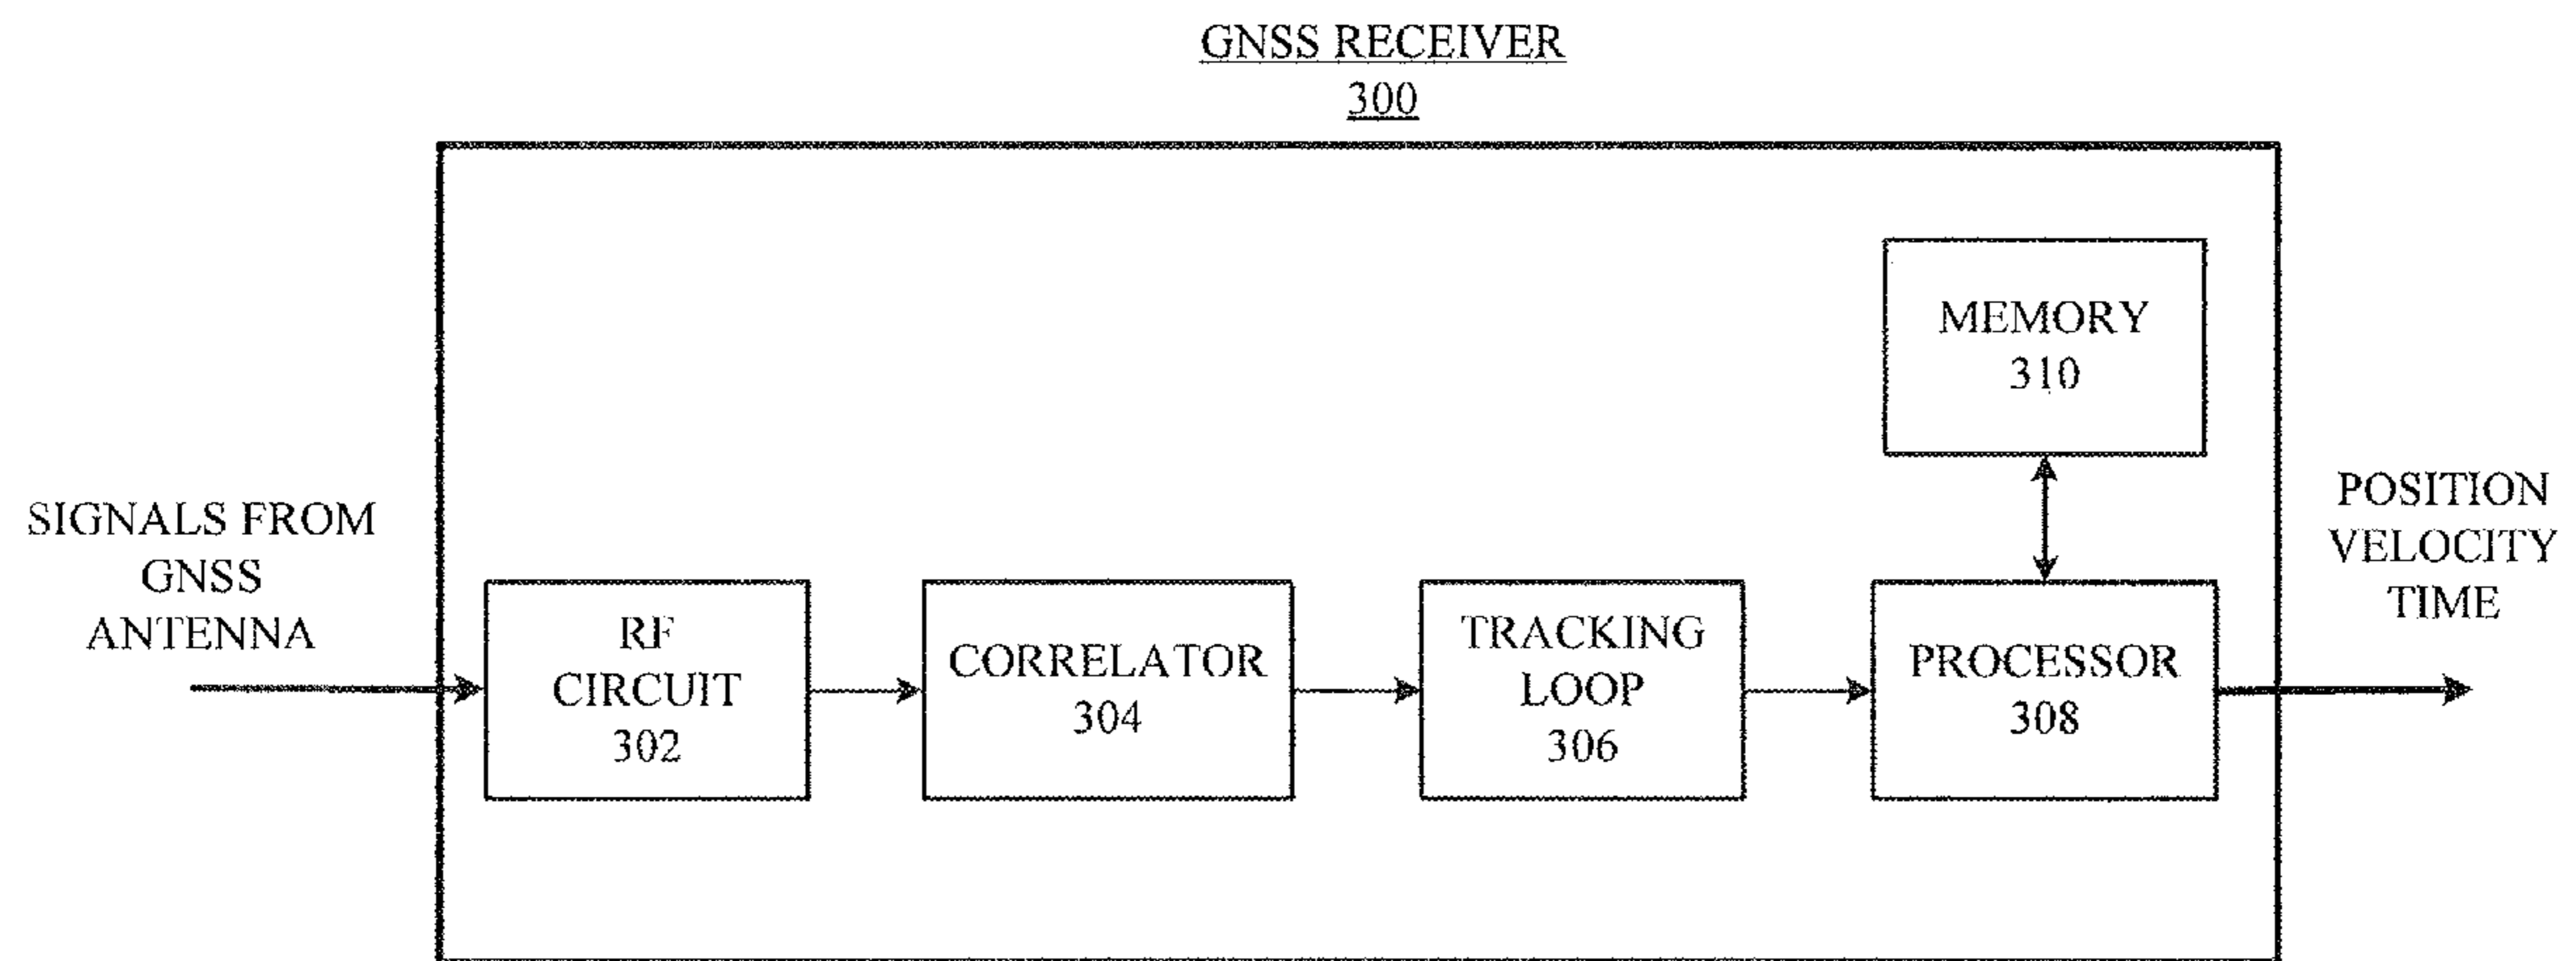 GNSS RECEIVER
300
MEMORY
310
SIGNALS FROM
GNSS
ANTENNA
RF
CIRCUIT
302
CORRELATOR
304
TRACKING
LOOP
306
PROCESSOR
308
POSITION
VELOCITY
TIME